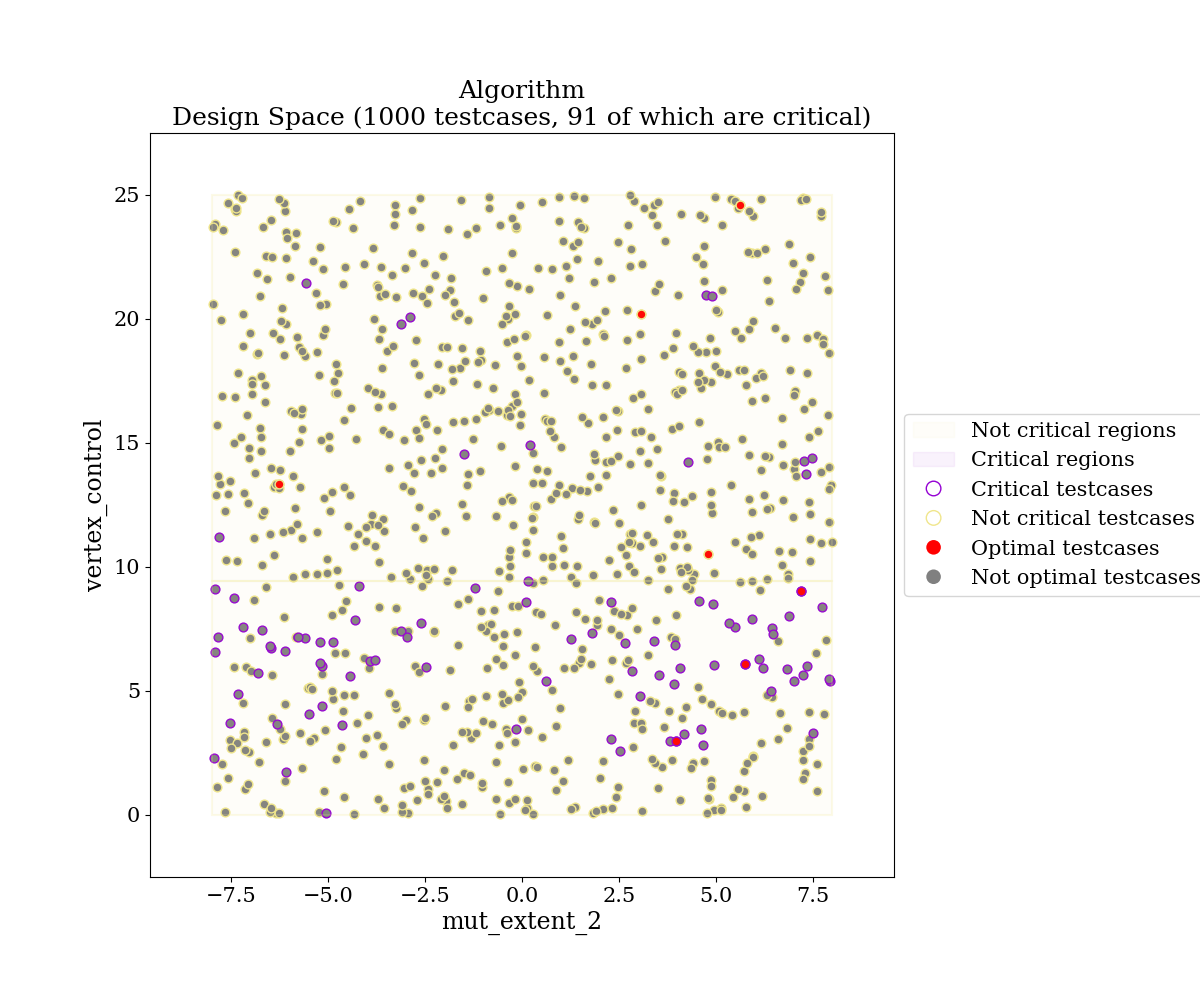 Algorithm
Design Space (1000 testcases, 91 of which are critical)
25
20
15
10
5
0
vertex_control
−7.5 −5.0 −2.5 0.0 2.5 5.0 7.5
mut_extent_2
Not critical regions
Critical regions
Critical testcases
Not critical testcases
Optimal testcases
Not optimal testcases